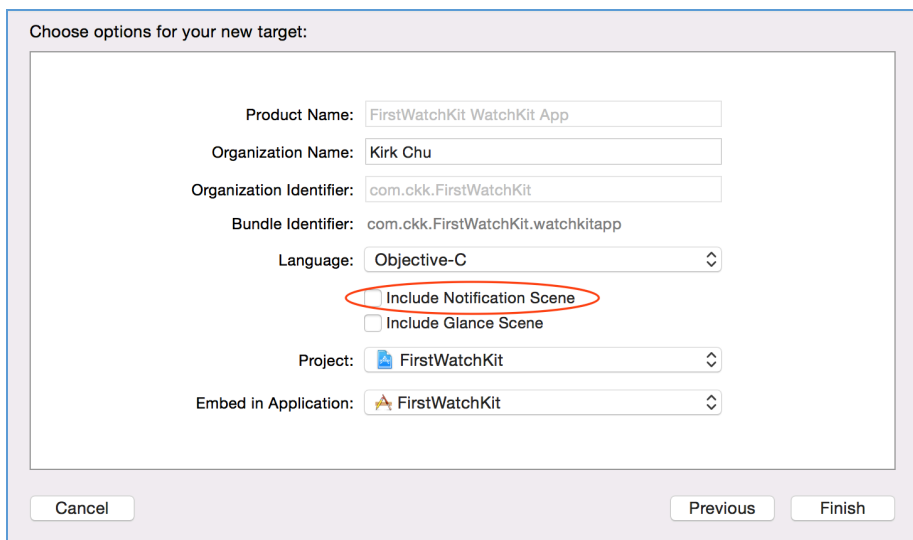 Choose options for your new target:
Product Name: FirstWatchKit WatchKit App
Organization Name: Kirk Chu
Organization Identifier: com.ckk.FirstWatchKit
Bundle Identifier: com.ckk.FirstWatchKit.watchkitapp
Language: Objective-C
Include Notification Scene
Include Glance Scene
Project: FirstWatchKit
Embed in Application: FirstWatchKit
Cancel Previous Finish